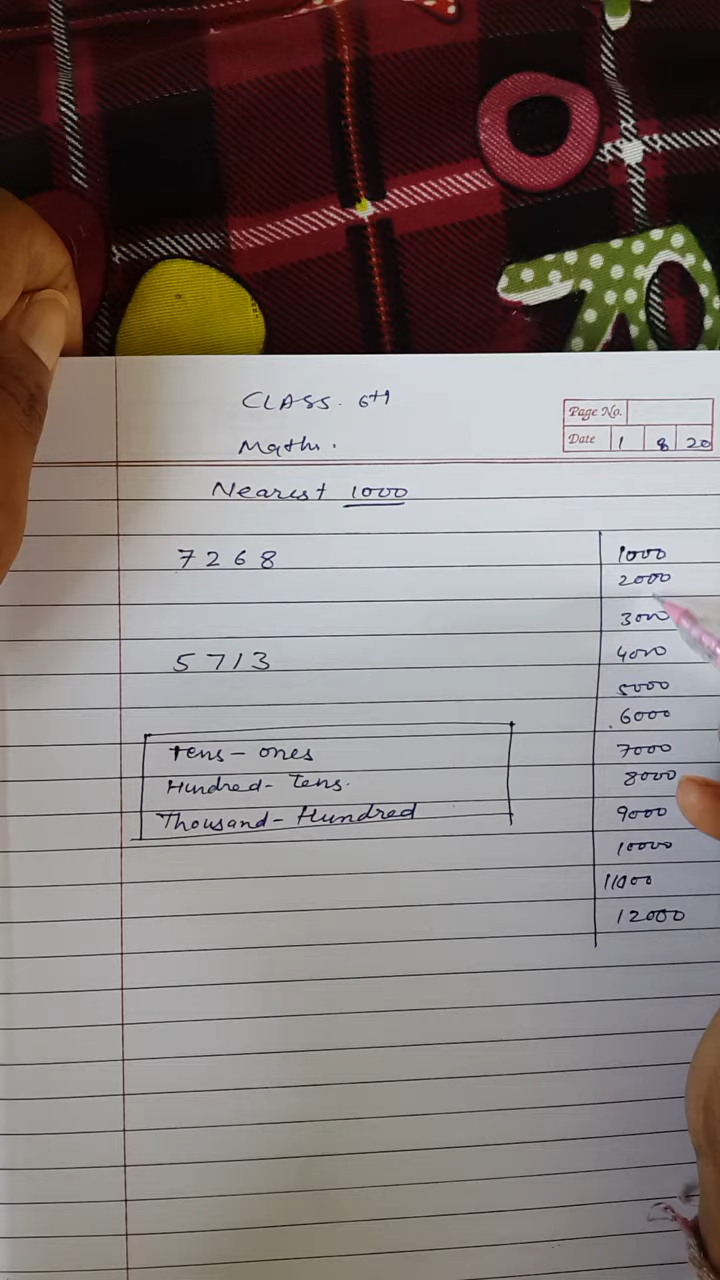 CLASS. 6th
Maths.
Page No.
Date 1 8 20
Nearest 1000
7268
5713
Tens - ones
Hundred - Tens.
Thousand - Hundred
1000
2000
3000
4000
5000
6000
7000
8000
9000
10000
11000
12000